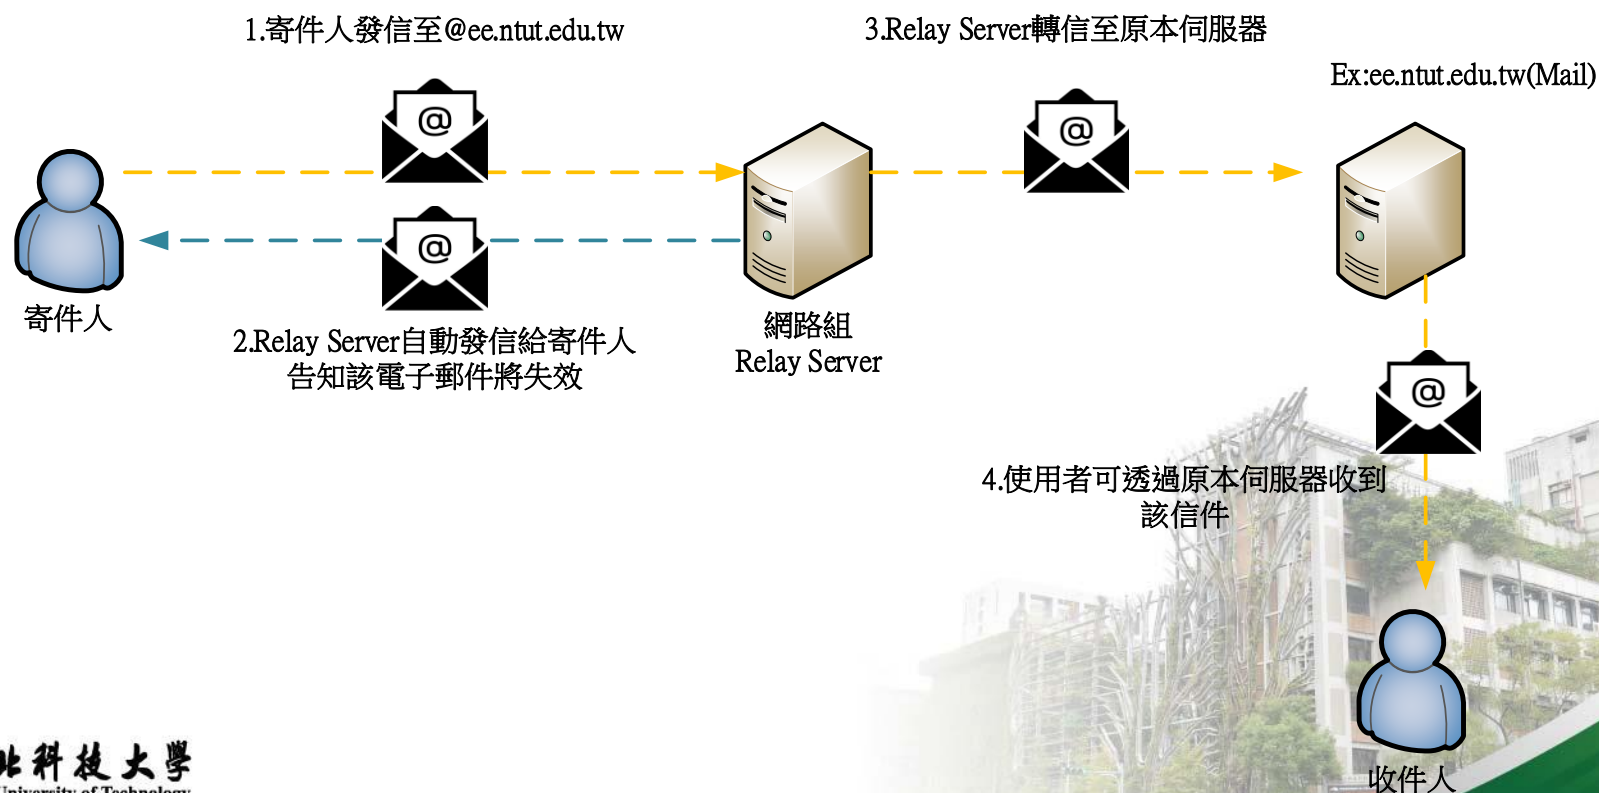 1.寄件人發信至@ee.ntut.edu.tw
3.Relay Server轉信至原本伺服器
Ex:ee.ntut.edu.tw(Mail)
寄件人
2.Relay Server自動發信給寄件人
告知該電子郵件將失效
網路組
Relay Server
4.使用者可透過原本伺服器收到
該信件
收件人
北科技大學
University of Technology